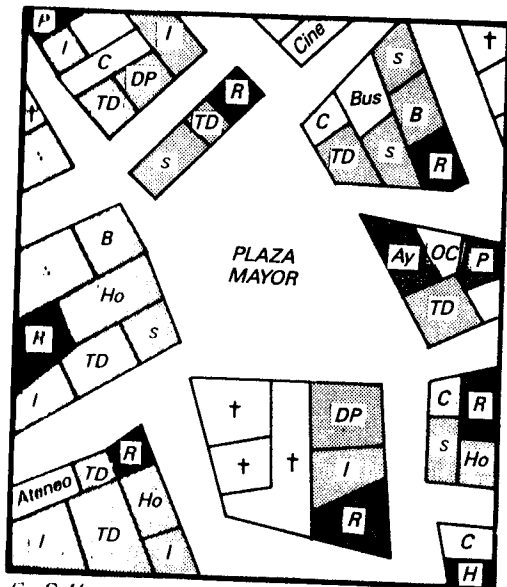 P
I
I
C
DP
TD
R
TD
s
Cine
s
Bus
C
B
TD
s
R
†
†
B
Ho
R
TD
s
I
PLAZA
MAYOR
Ay
OC
P
TD
†
†
†
DP
I
R
C
R
s
Ho
C
H
R
TD
Ateneo
Ho
I
TD
I